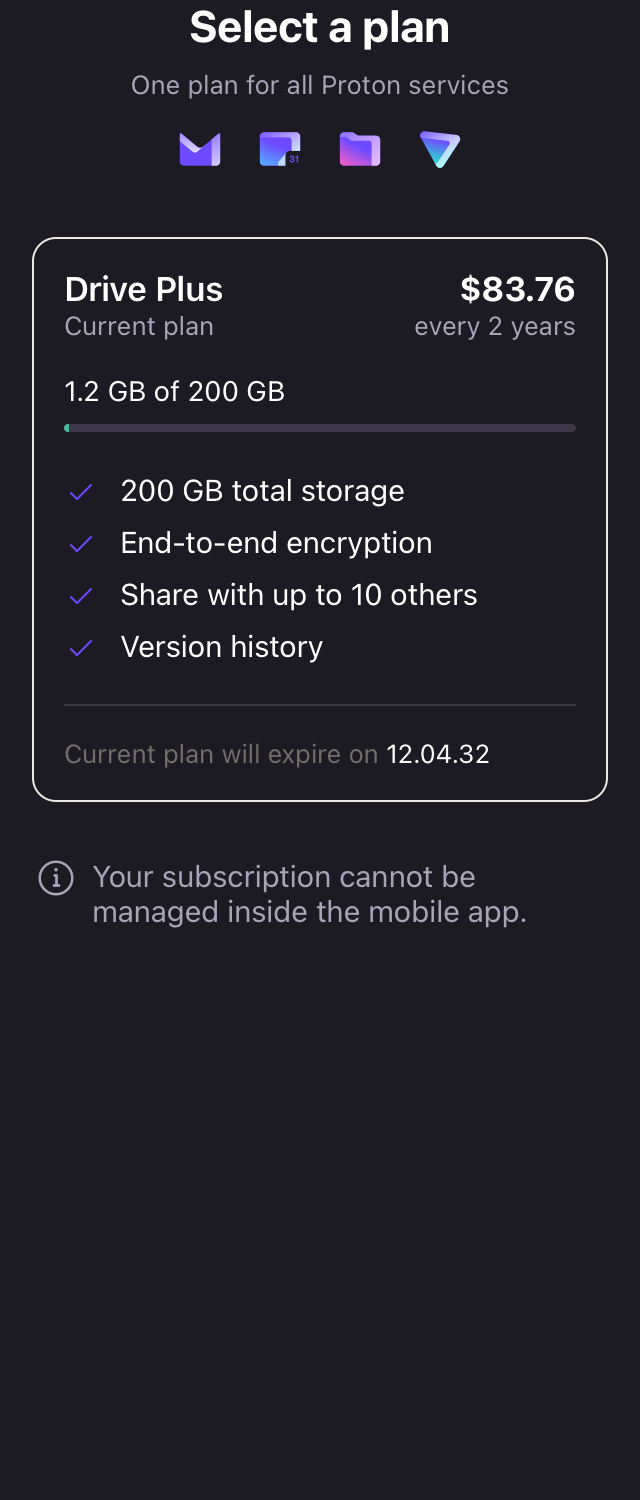 Select a plan
One plan for all Proton services
31
Drive Plus
$83.76
Current plan
every 2 years
1.2 GB of 200 GB
200 GB total storage
End-to-end encryption
Share with up to 10 others
Version history
Current plan will expire on 12.04.32
Your subscription cannot be
managed inside the mobile app.